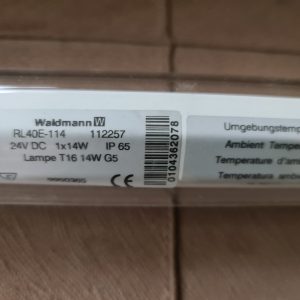 Waldmann W
RL40E-114 112257
24V DC 1x14W IP 65
Lampe T16 14W G5
CE
0104362078
Umgebungstemp
Ambient Temper
Temperature d'am
Temperatura ambie